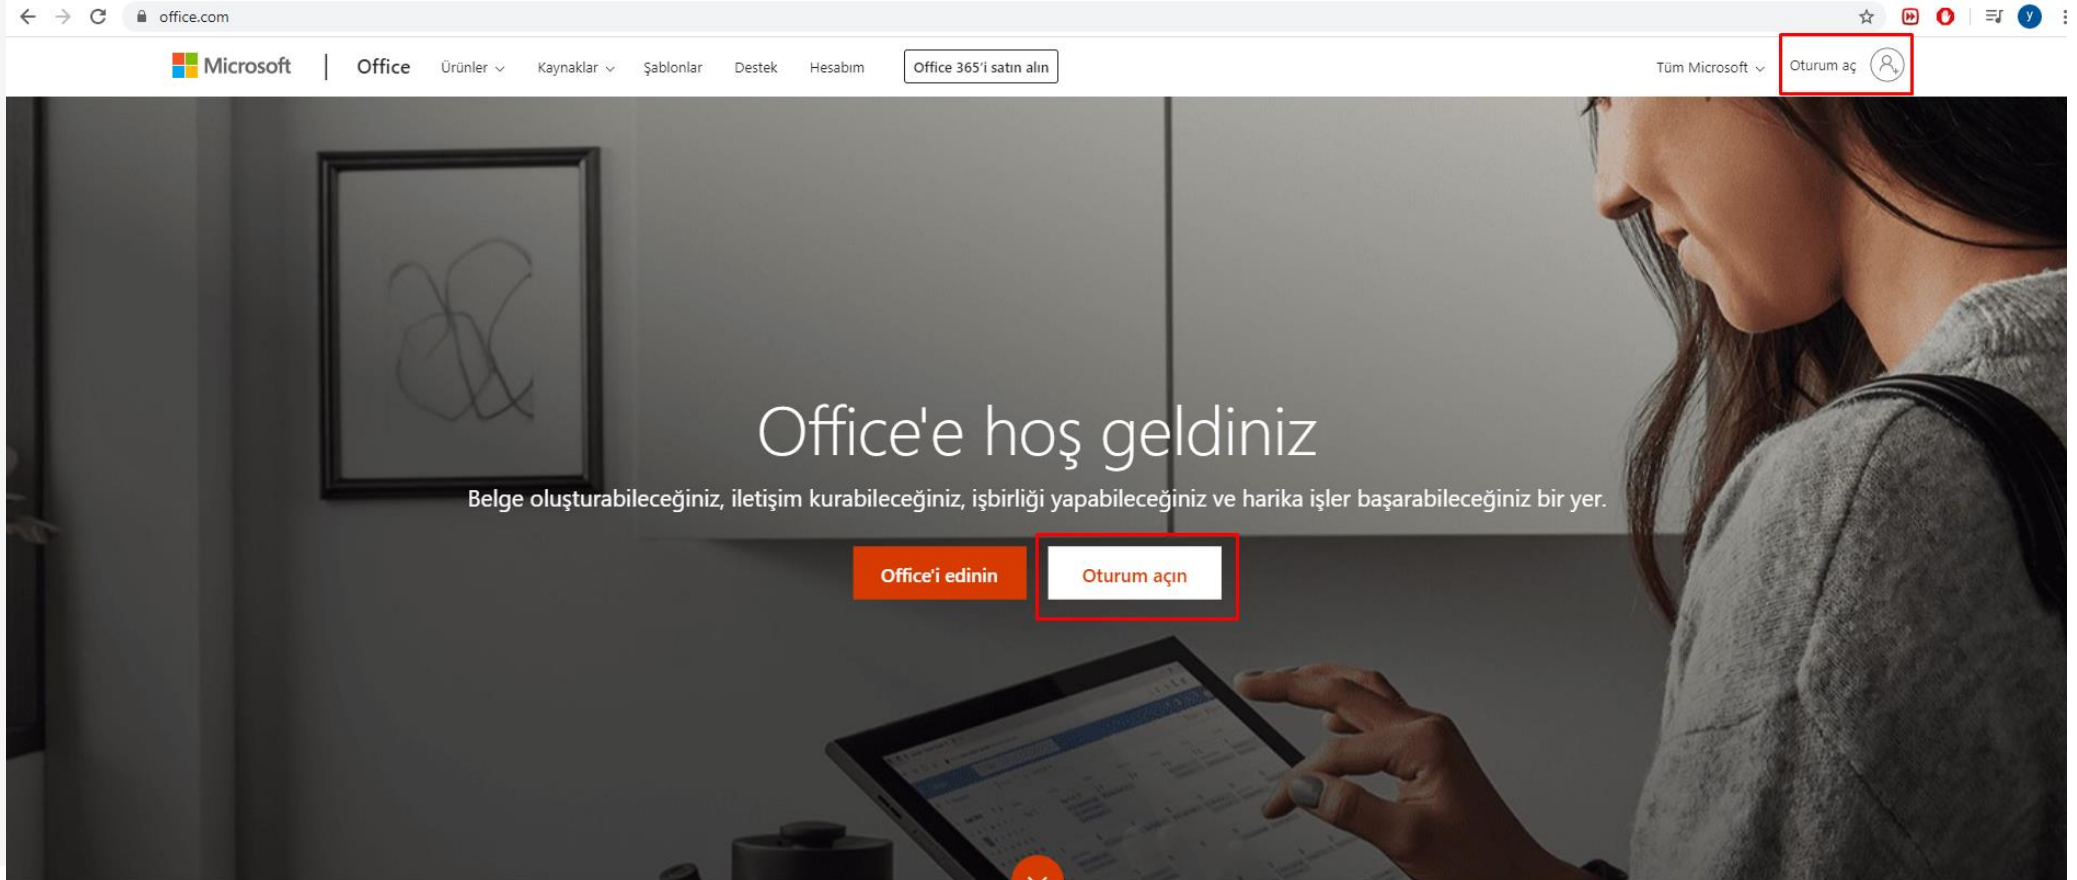 office.com
y
Microsoft
Office
Ürünler
Kaynaklar
Şablonlar
Destek
Hesabım
Office 365'i satın alın
Tüm Microsoft
Oturum aç
Office'e hoş geldiniz
Belge oluşturabileceğiniz, iletişim kurabileceğiniz, işbirliği yapabileceğiniz ve harika işler başarabileceğiniz bir yer.
Office'i edinin
Oturum açın